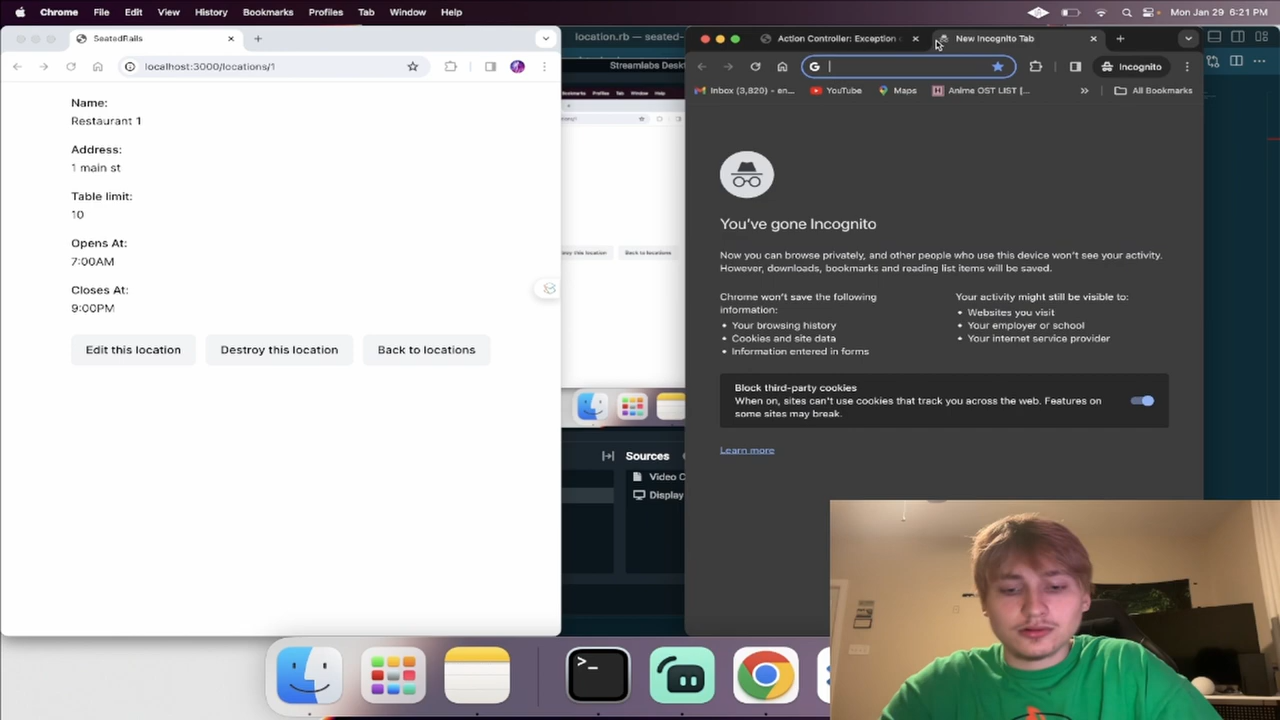 Chrome File Edit View History Bookmarks Profiles Tab Window Help
Mon Jan 29 6:21 PM
SeatedRails
localhost:3000/locations/1
Name:
Restaurant 1
Address:
1 main st
Table limit:
10
Opens At:
7:00AM
Closes At:
9:00PM
Edit this location
Destroy this location
Back to locations
location.rb — seated-
Streamlabs Desk
Back to locations
Sources
Video C
Display
Action Controller: Exception
New Incognito Tab
Incognito
Inbox (3,820) - en...
YouTube
Maps
Anime OST LIST |...
All Bookmarks
You've gone Incognito
Now you can browse privately, and other people who use this device won't see your activity.
However, downloads, bookmarks and reading list items will be saved.
Chrome won't save the following
information:
• Your browsing history
• Cookies and site data
• Information entered in forms
Your activity might still be visible to:
• Websites you visit
• Your employer or school
• Your internet service provider
Block third-party cookies
When on, sites can't use cookies that track you across the web. Features on
some sites may break.
Learn more